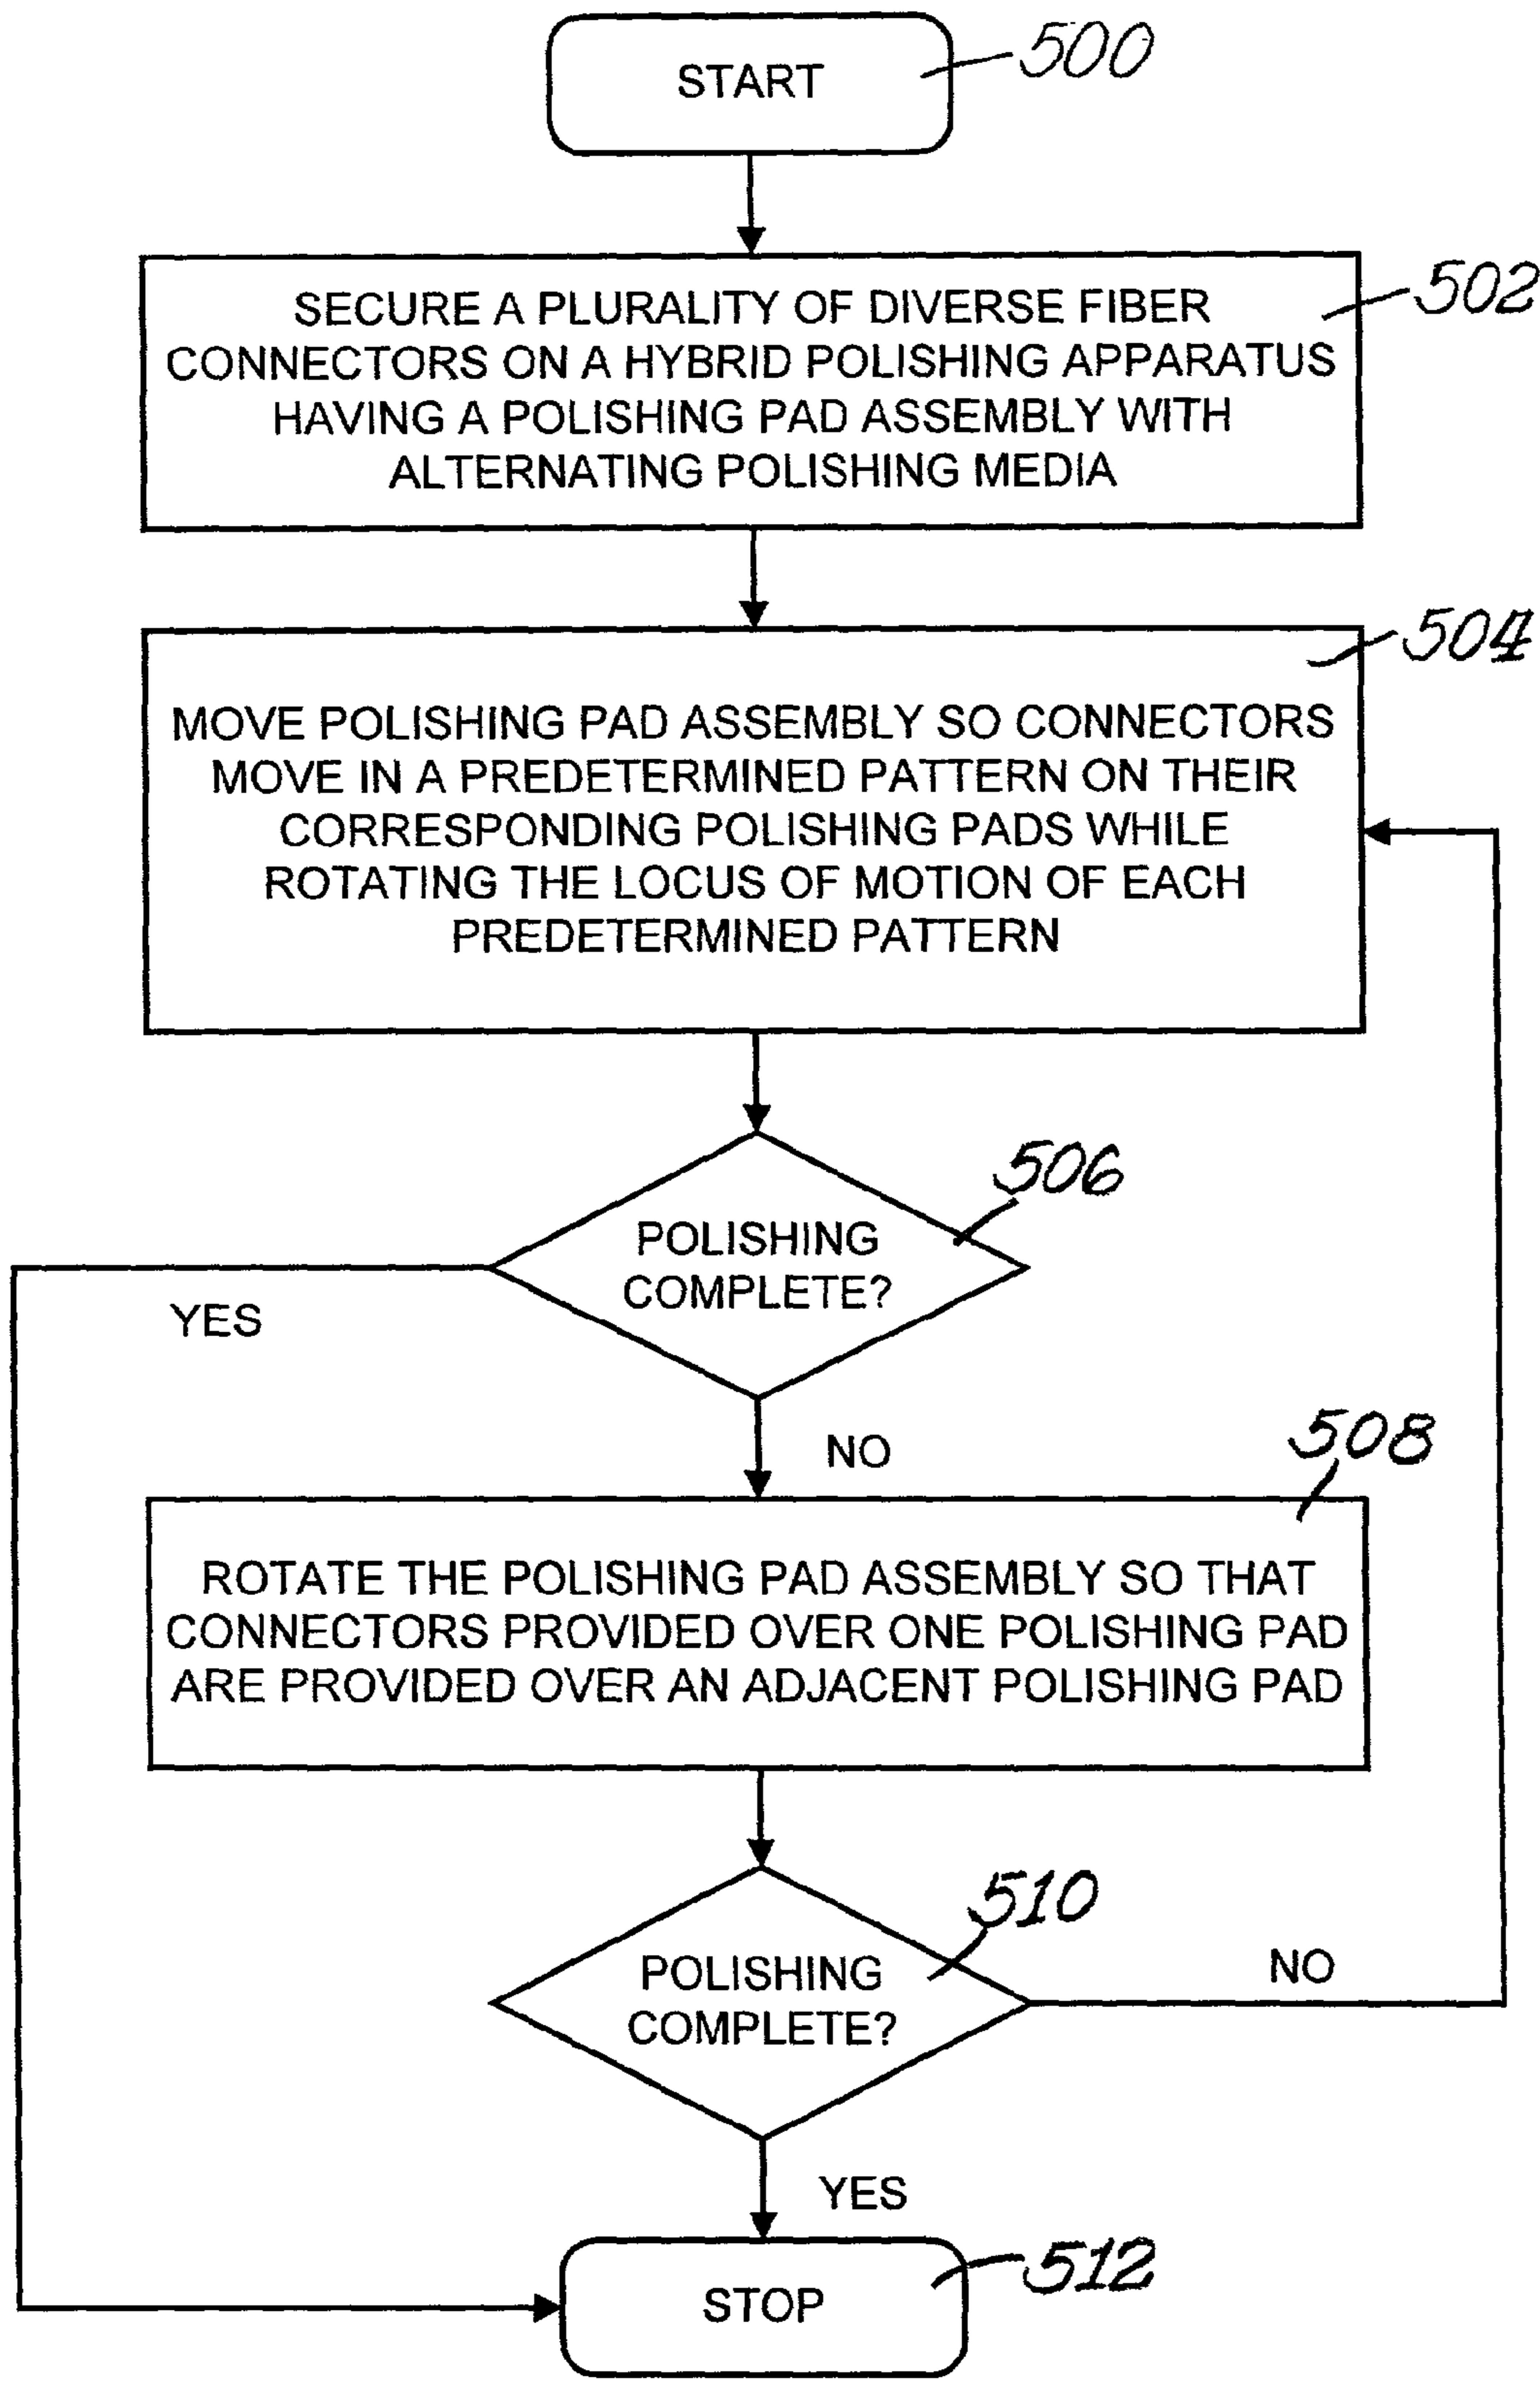 START
500
SECURE A PLURALITY OF DIVERSE FIBER
CONNECTORS ON A HYBRID POLISHING APPARATUS
HAVING A POLISHING PAD ASSEMBLY WITH
ALTERNATING POLISHING MEDIA
502
504
MOVE POLISHING PAD ASSEMBLY SO CONNECTORS
MOVE IN A PREDETERMINED PATTERN ON THEIR
CORRESPONDING POLISHING PADS WHILE
ROTATING THE LOCUS OF MOTION OF EACH
PREDETERMINED PATTERN
506
POLISHING
COMPLETE?
YES
NO
508
ROTATE THE POLISHING PAD ASSEMBLY SO THAT
CONNECTORS PROVIDED OVER ONE POLISHING PAD
ARE PROVIDED OVER AN ADJACENT POLISHING PAD
510
POLISHING
COMPLETE?
NO
YES
STOP
512